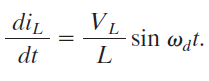 di_L/dt = V_L/L sin ω_d t.